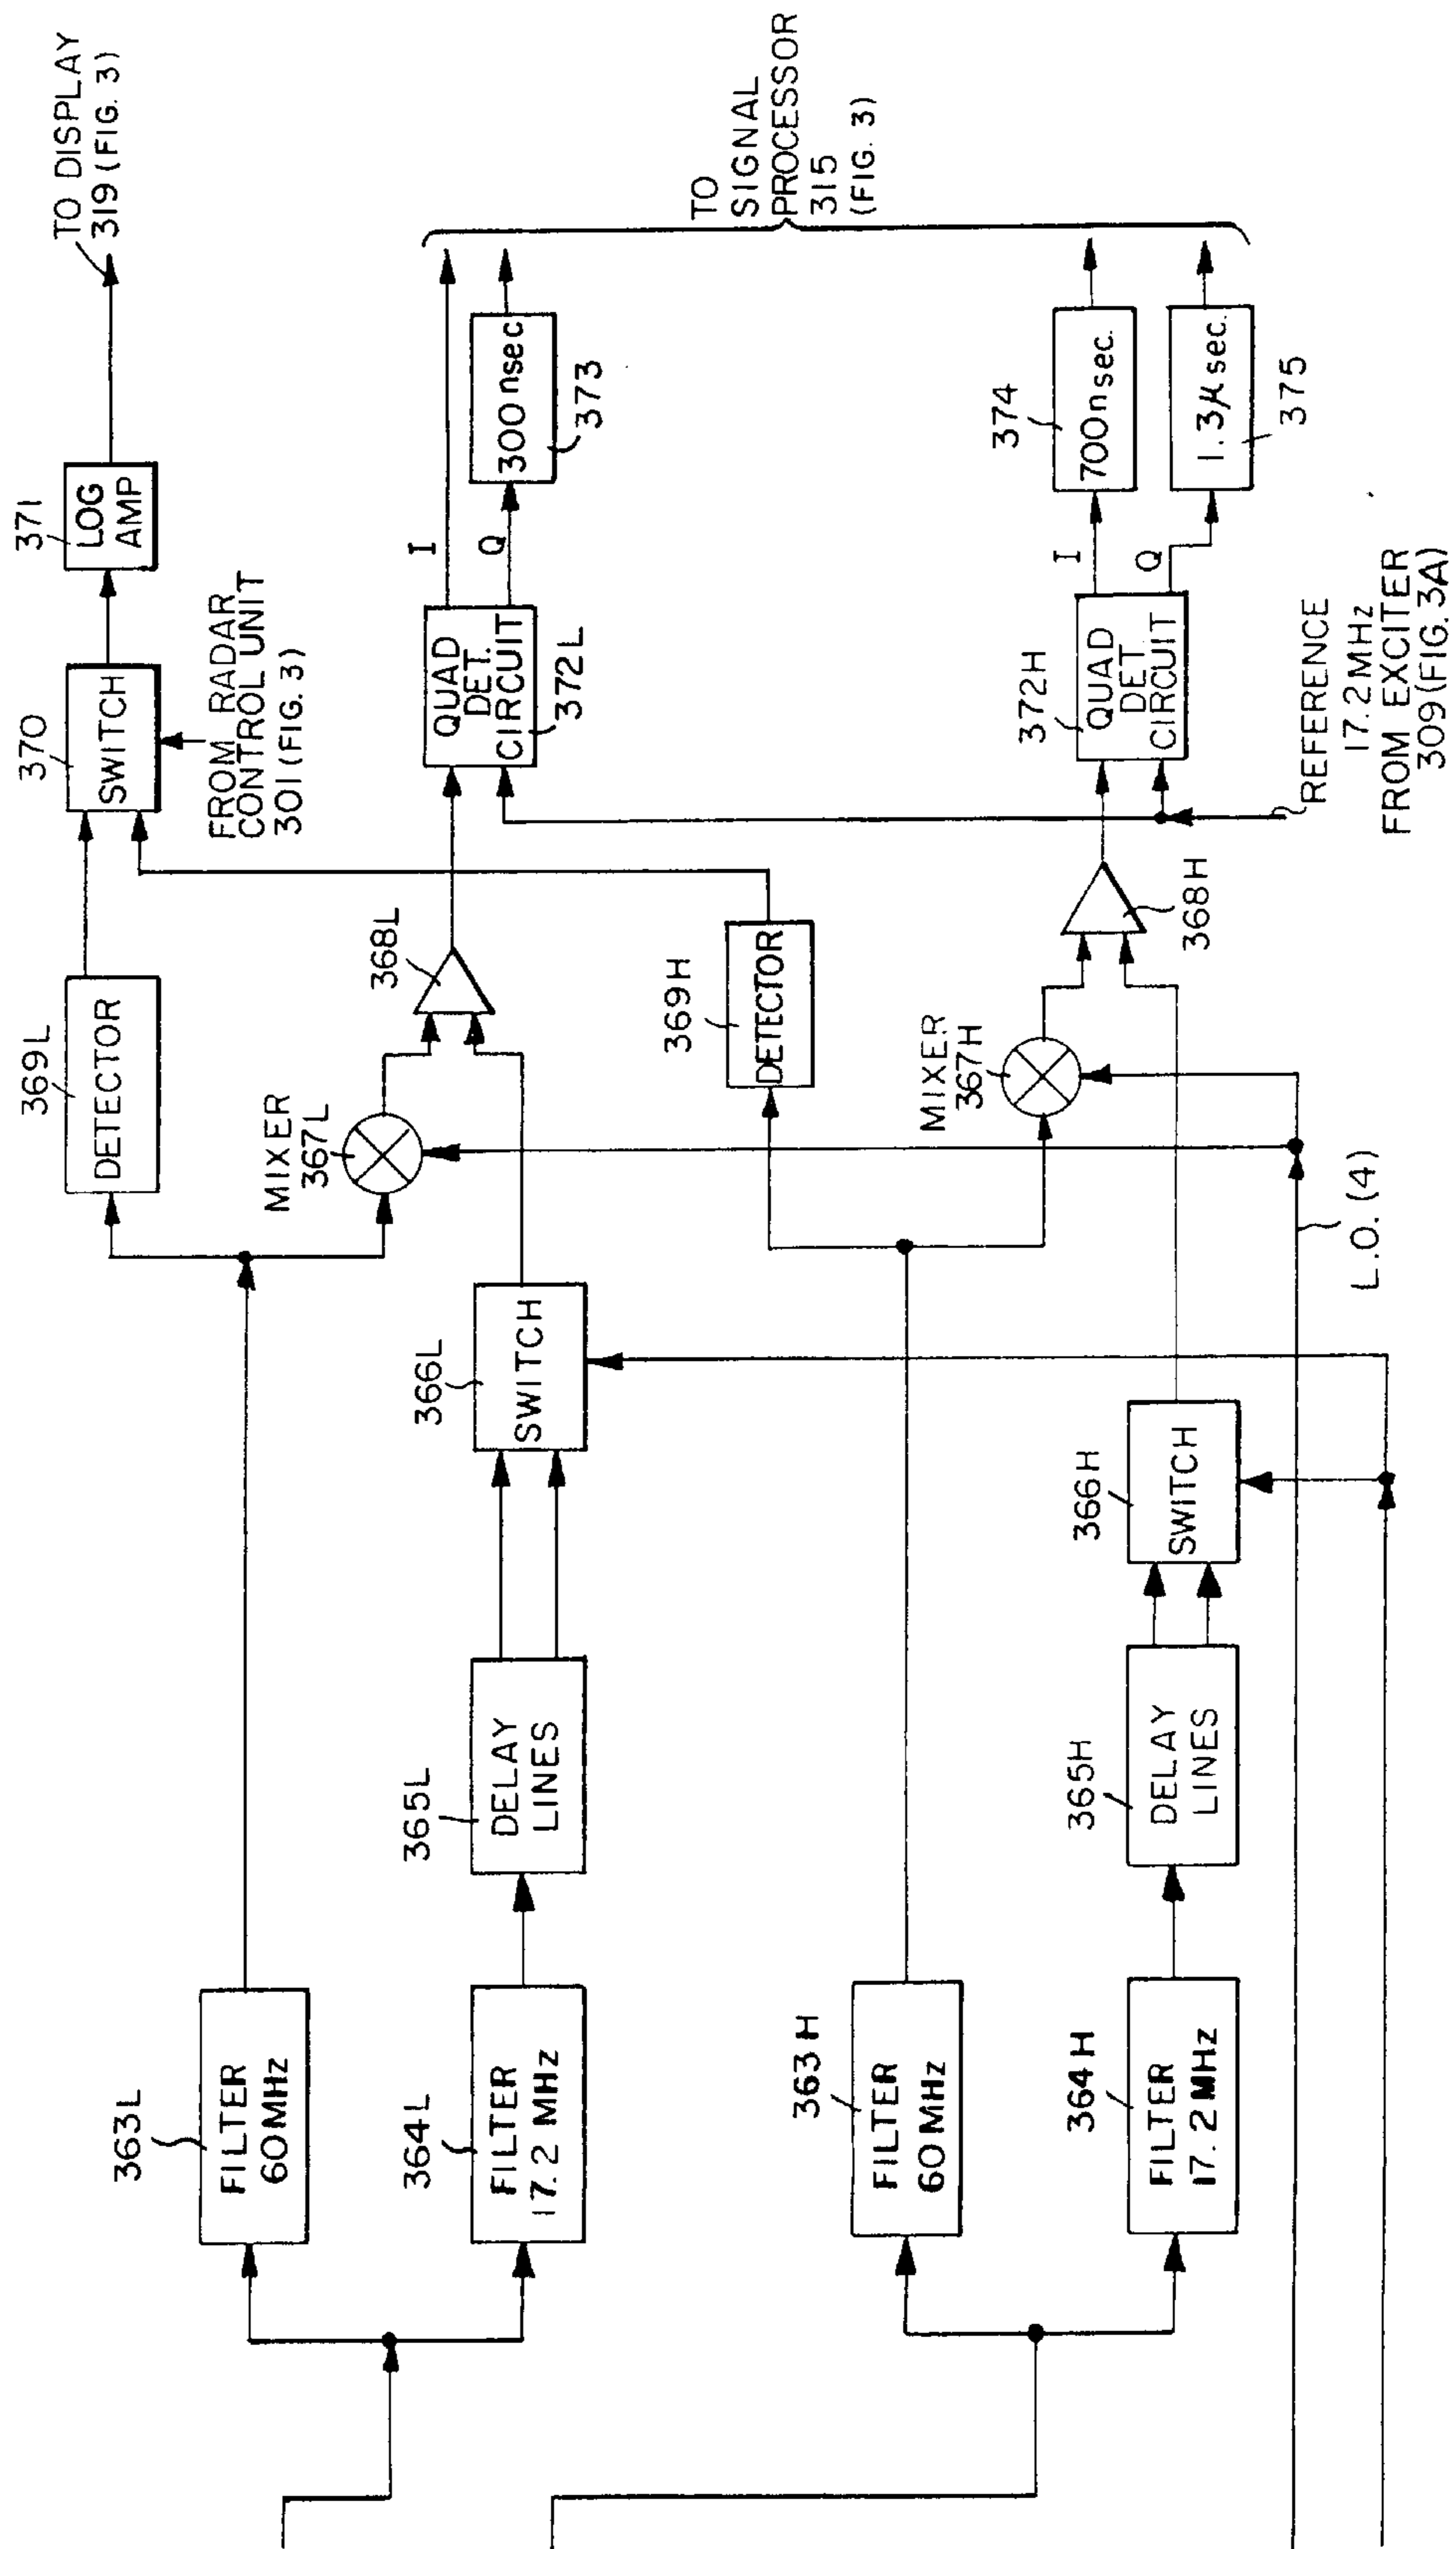 363L
FILTER
60MHz
364L
FILTER
17.2 MHz
365L
DELAY
LINES
366L
SWITCH
MIXER
367L
369L
DETECTOR
368L
370
SWITCH
FROM RADAR
CONTROL UNIT
301 (FIG. 3)
371
LOG
AMP
TO DISPLAY
319 (FIG. 3)
QUAD
DET.
CIRCUIT
372L
I
Q
300nsec
373
TO
SIGNAL
PROCESSOR
315
(FIG. 3)
363H
FILTER
60MHz
364H
FILTER
17.2MHz
365H
DELAY
LINES
366H
SWITCH
369H
DETECTOR
MIXER
367H
368H
372H
QUAD
DET
CIRCUIT
I
Q
374
700nsec.
1.3μsec.
375
L.O. (4)
REFERENCE
17.2MHz
FROM EXCITER
309(FIG.3A)